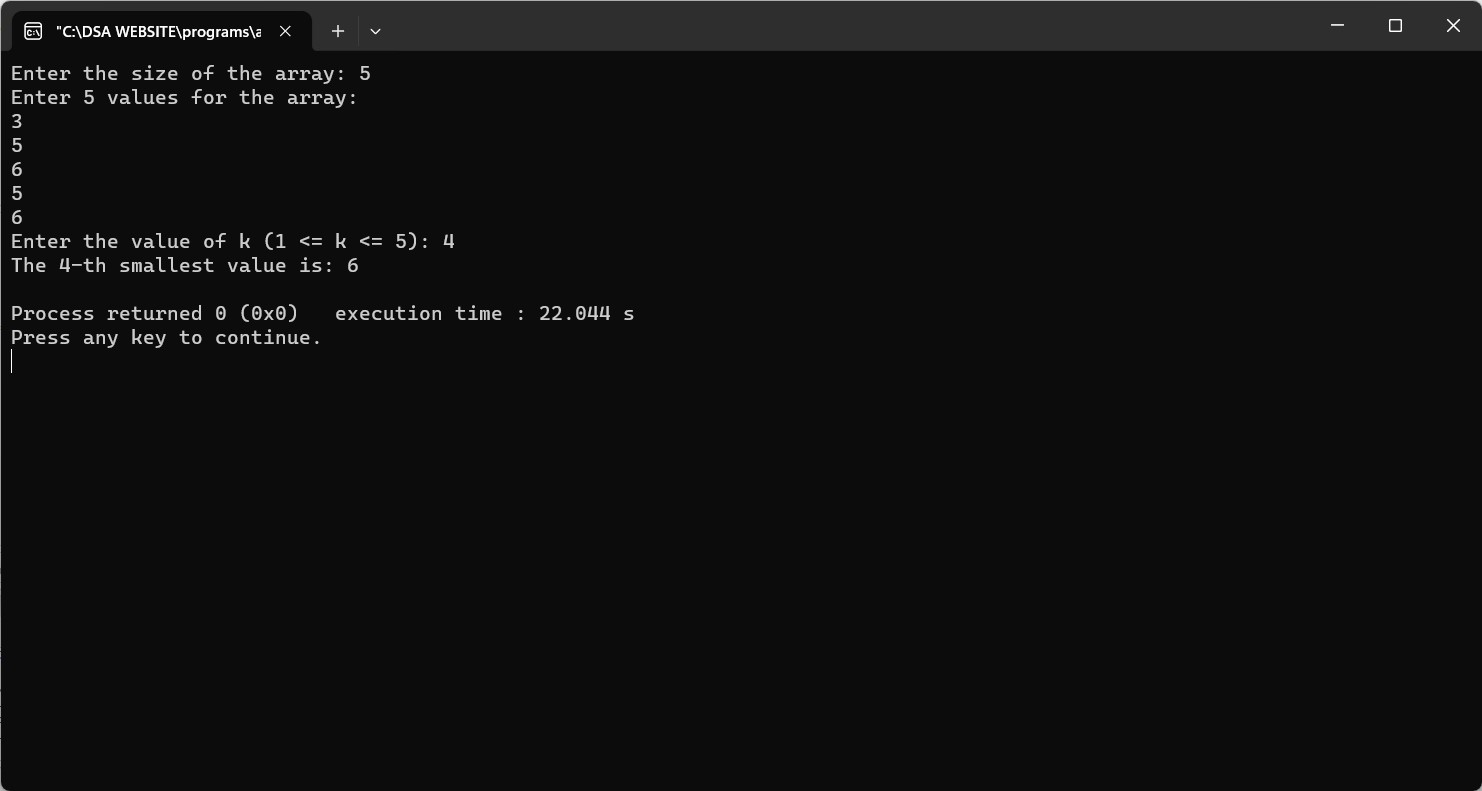 "C:\DSA WEBSITE\programs\a
Enter the size of the array: 5
Enter 5 values for the array:
3
5
6
5
6
Enter the value of k (1 <= k <= 5): 4
The 4-th smallest value is: 6
Process returned 0 (0x0)   execution time : 22.044 s
Press any key to continue.